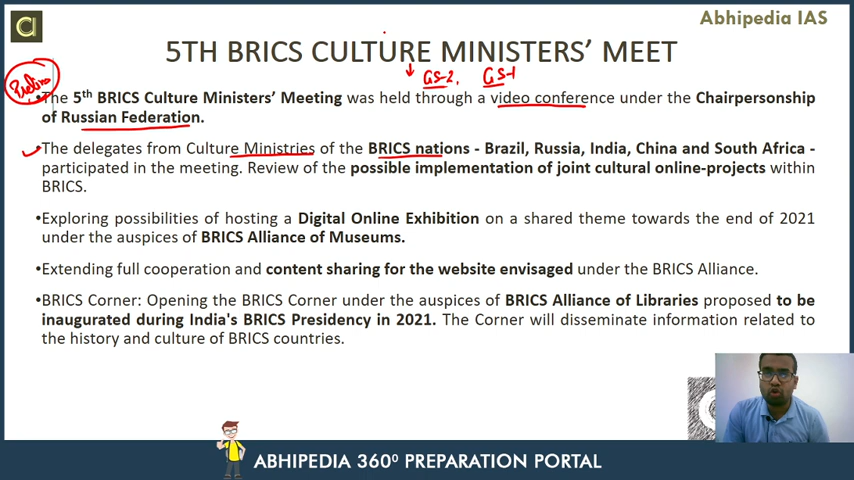 Abhipedia IAS
a
5TH BRICS CULTURE MINISTERS' MEET
GS-2, GS-1
Prelims
•The 5th BRICS Culture Ministers' Meeting was held through a video conference under the Chairpersonship
of Russian Federation.
•The delegates from Culture Ministries of the BRICS nations - Brazil, Russia, India, China and South Africa -
participated in the meeting. Review of the possible implementation of joint cultural online-projects within
BRICS.
•Exploring possibilities of hosting a Digital Online Exhibition on a shared theme towards the end of 2021
under the auspices of BRICS Alliance of Museums.
•Extending full cooperation and content sharing for the website envisaged under the BRICS Alliance.
•BRICS Corner: Opening the BRICS Corner under the auspices of BRICS Alliance of Libraries proposed to be
inaugurated during India's BRICS Presidency in 2021. The Corner will disseminate information related to
the history and culture of BRICS countries.
ABHIPEDIA 360⁰ PREPARATION PORTAL